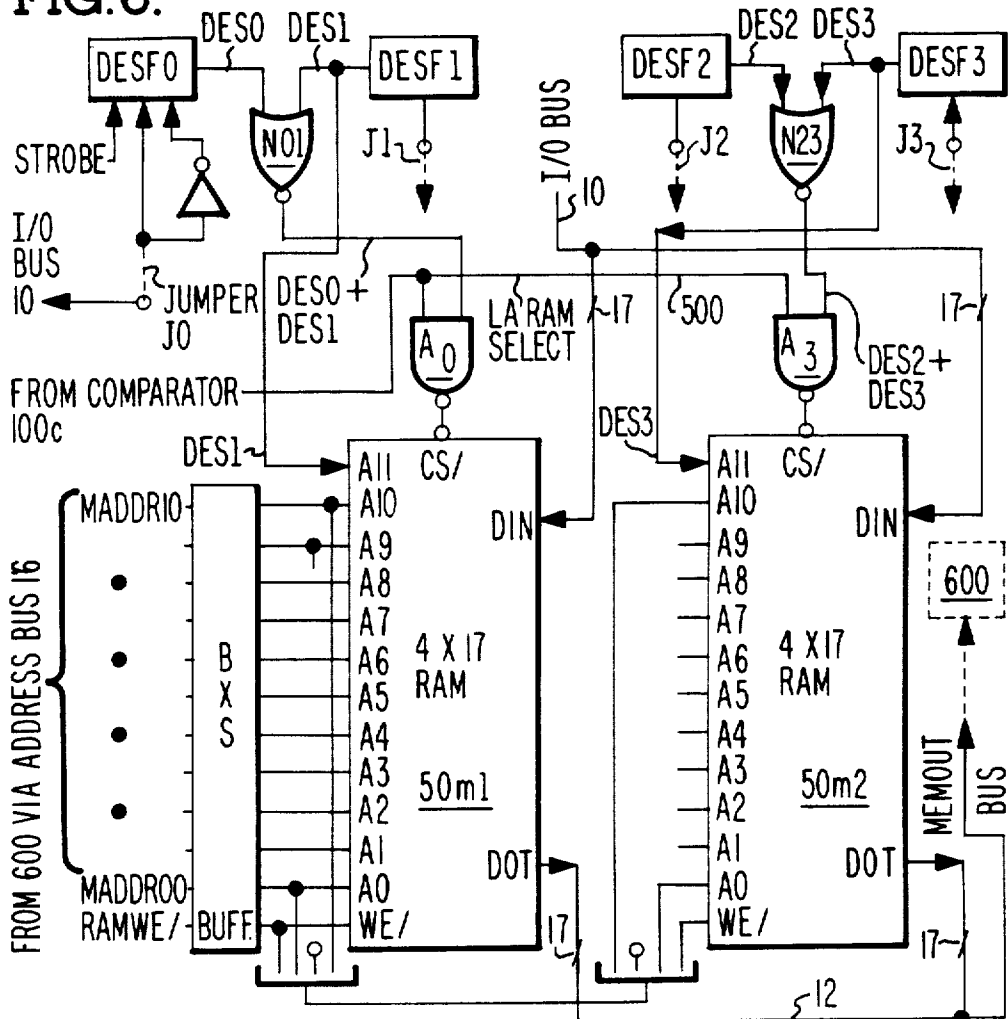 FIG. 6.
DES0 DES1 DES2 DES3
DESF0 DESF1 DESF2 DESF3
N01 N23
STROBE
J1 J2 J3
I/O BUS
10
I/O
BUS
10
JUMPER
J0
DES0 +
DES1
LA RAM
SELECT
17
500
17
A0
A3
DES2 +
DES3
FROM COMPARATOR
100c
DES1
DES3
FROM 600 VIA ADDRESS BUS 16
MADDR10
MADDR00
RAMWE/
BXS
BUFF.
A11 CS/
A10
DIN
A9
A8
A7
A6
A5
A4
A3
A2
A1
A0
WE/
4 X 17
RAM
50m1
DOT
17
A11 CS/
A10
DIN
A9
A8
A7
A6
A5
A4
A3
A2
A1
A0
WE/
4 X 17
RAM
50m2
DOT
17
600
MEMOUT
BUS
12